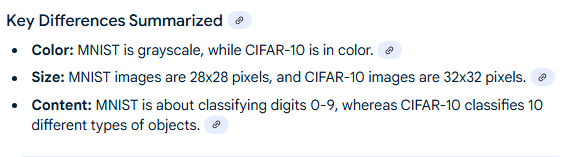 Key Differences Summarized
• Color: MNIST is grayscale, while CIFAR-10 is in color.
• Size: MNIST images are 28x28 pixels, and CIFAR-10 images are 32x32 pixels.
• Content: MNIST is about classifying digits 0-9, whereas CIFAR-10 classifies 10
different types of objects.